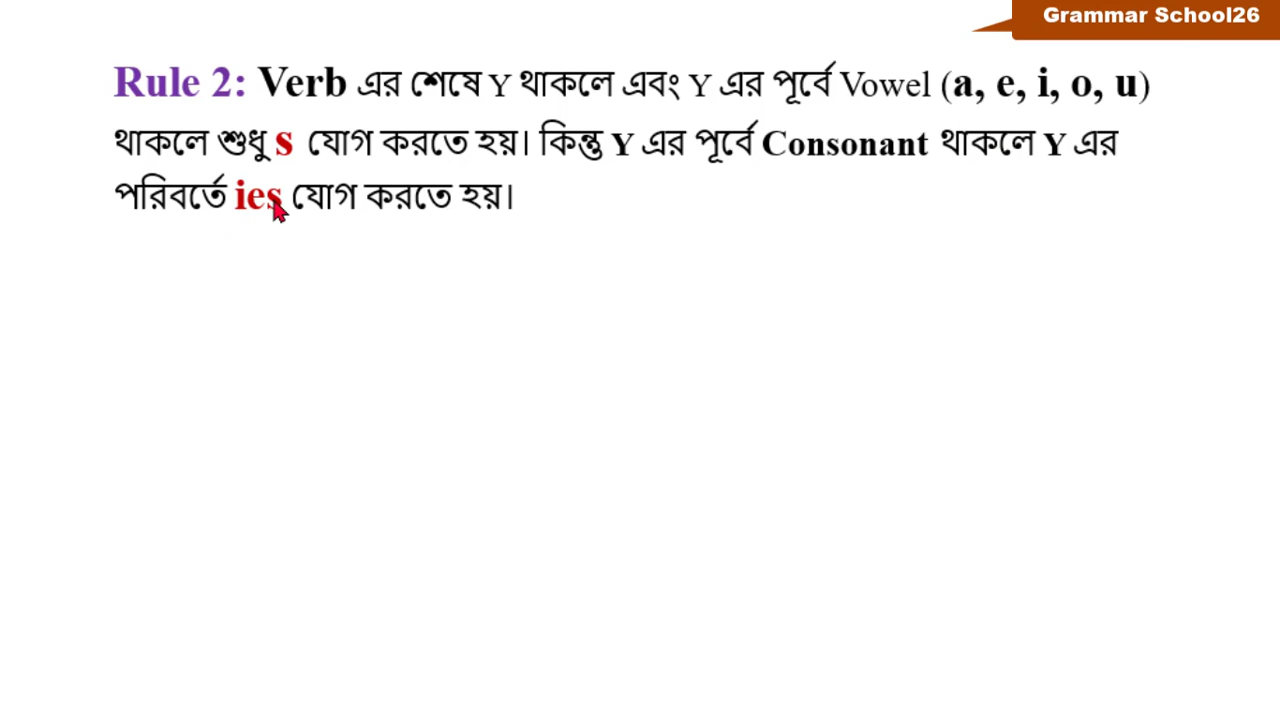 Grammar School26
Rule 2: Verb এর শেষে Y থাকলে এবং Y এর পূর্বে Vowel (a, e, i, o, u)
থাকলে শুধু s যোগ করতে হয়। কিন্তু Y এর পূর্বে Consonant থাকলে Y এর
পরিবর্তে ies যোগ করতে হয়।